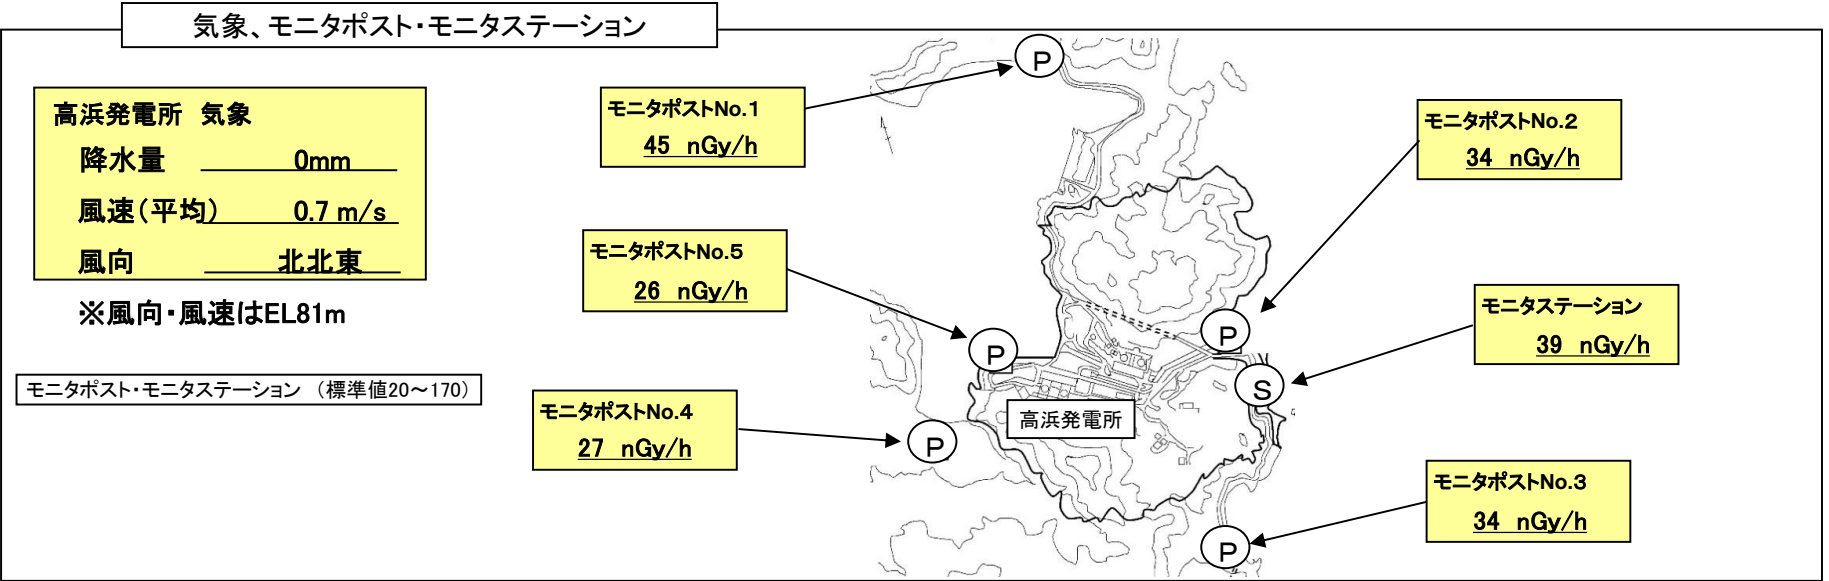 気象、モニタポスト・モニタステーション
高浜発電所 気象
降水量 0mm
風速(平均) 0.7 m/s
風向 北北東
※風向・風速はEL81m
モニタポスト・モニタステーション (標準値20～170)
モニタポストNo.1
45 nGy/h
モニタポストNo.2
34 nGy/h
モニタポストNo.5
26 nGy/h
モニタステーション
39 nGy/h
モニタポストNo.4
27 nGy/h
モニタポストNo.3
34 nGy/h
P
P
P
S
P
P
高浜発電所